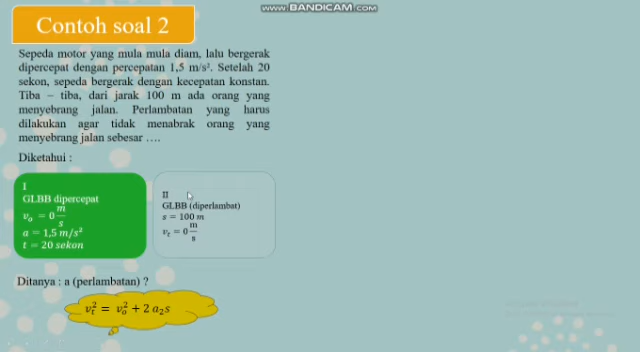 www.BANDICAM.com
Contoh soal 2
Sepeda motor yang mula mula diam, lalu bergerak
dipercepat dengan percepatan 1,5 m/s². Setelah 20
sekon, sepeda bergerak dengan kecepatan konstan.
Tiba – tiba, dari jarak 100 m ada orang yang
menyebrang jalan. Perlambatan yang harus
dilakukan agar tidak menabrak orang yang
menyebrang jalan sebesar ….
Diketahui :
I
GLBB dipercepat
v₀ = 0 m/s
a = 1,5 m/s²
t = 20 sekon
II
GLBB (diperlambat)
s = 100 m
vₜ = 0 m/s
Ditanya : a (perlambatan) ?
vₜ² = v₀² + 2 a₂s